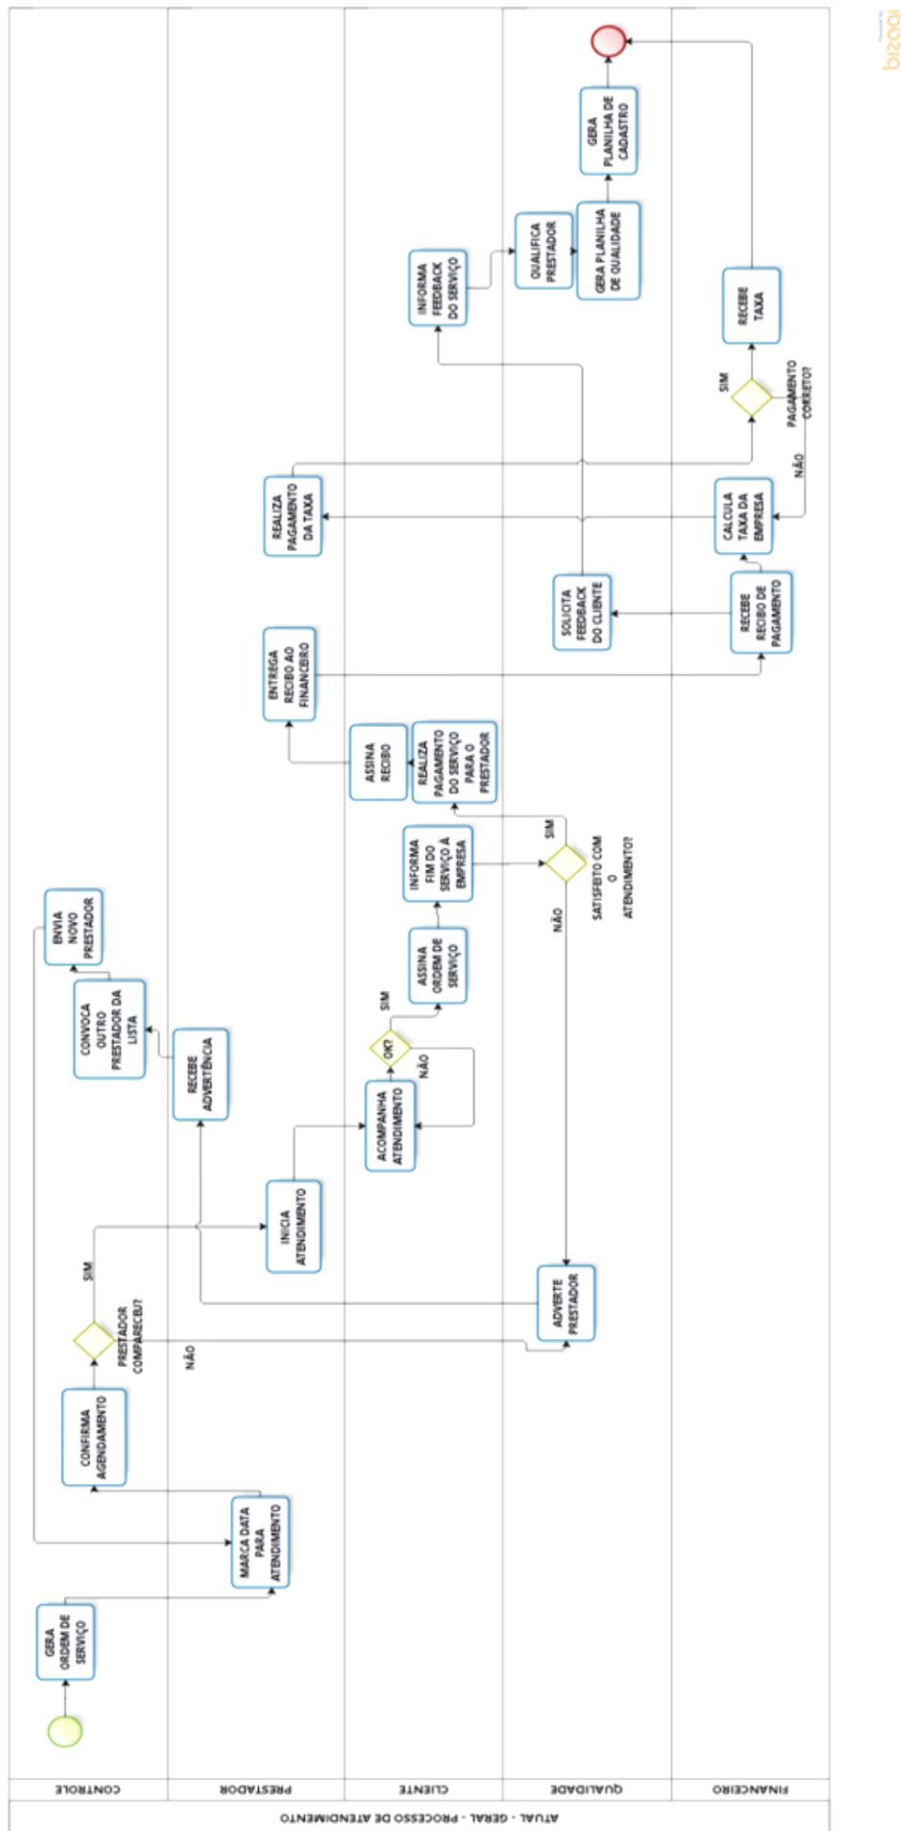 ATUAL - GERAL - PROCESSO DE ATENDIMENTO
CONTROLE
GERA
ORDEM DE
SERVIÇO
CONFIRMA
AGENDAMENTO
PRESTADOR
COMPARECEU?
SIM
NÃO
CONVOCA
OUTRO
PRESTADOR DA
LISTA
ENVIA
NOVO
PRESTADOR
PRESTADOR
MARCA DATA
PARA
ATENDIMENTO
INICIA
ATENDIMENTO
RECEBE
ADVERTÊNCIA
ENTREGA
RECIBO AO
FINANCEIRO
REALIZA
PAGAMENTO
DA TAXA
CLIENTE
ACOMPANHA
ATENDIMENTO
OK?
SIM
NÃO
ASSINA
ORDEM DE
SERVIÇO
INFORMA
FIM DO
SERVIÇO À
EMPRESA
ASSINA
RECIBO
REALIZA
PAGAMENTO
DO SERVIÇO
PARA O
PRESTADOR
INFORMA
FEEDBACK
DO SERVIÇO
QUALIDADE
ADVERTE
PRESTADOR
NÃO
SIM
SATISFEITO COM
O
ATENDIMENTO?
SOLICITA
FEEDBACK
DO CLIENTE
QUALIFICA
PRESTADOR
GERA PLANILHA
DE QUALIDADE
GERA
PLANILHA DE
CADASTRO
FINANCEIRO
RECEBE
RECIBO DE
PAGAMENTO
CALCULA
TAXA DA
EMPRESA
NÃO
SIM
PAGAMENTO
CORRETO?
RECEBE
TAXA
Powered by
bizagi